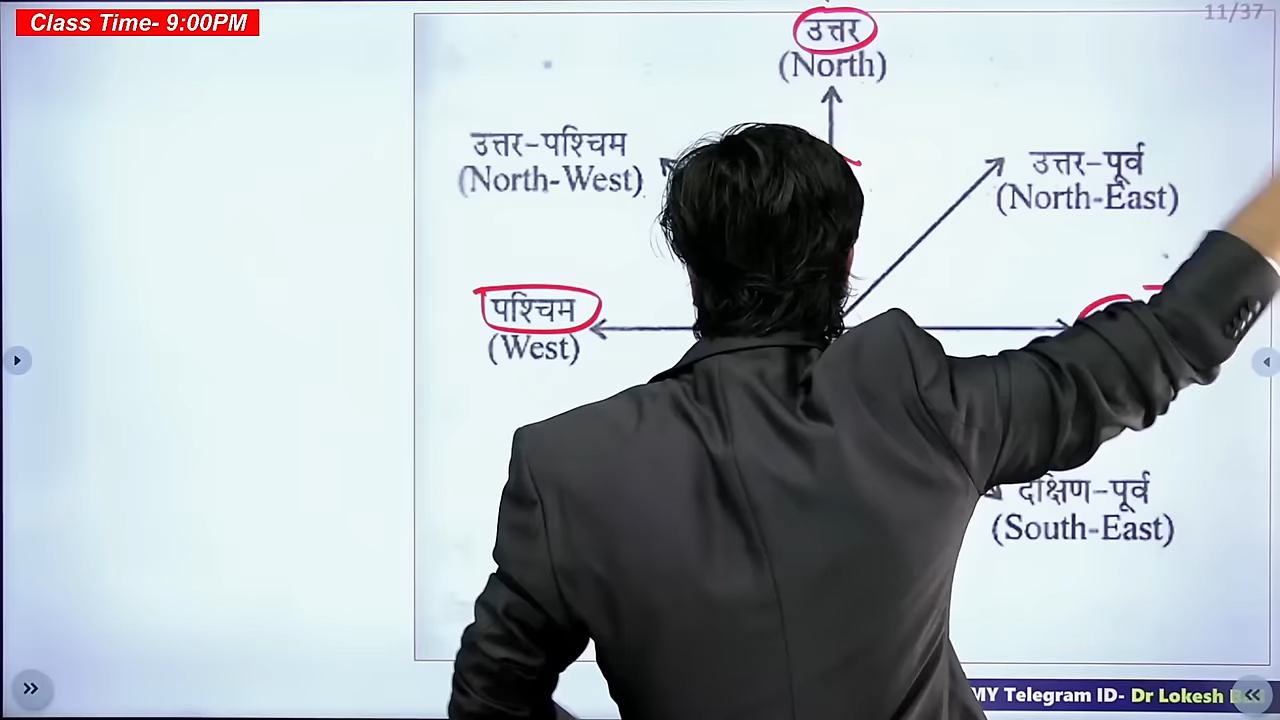 Class Time- 9:00PM
11/37
उत्तर
(North)
उत्तर-पश्चिम
(North-West)
उत्तर-पूर्व
(North-East)
पश्चिम
(West)
दक्षिण-पूर्व
(South-East)
MY Telegram ID- Dr Lokesh